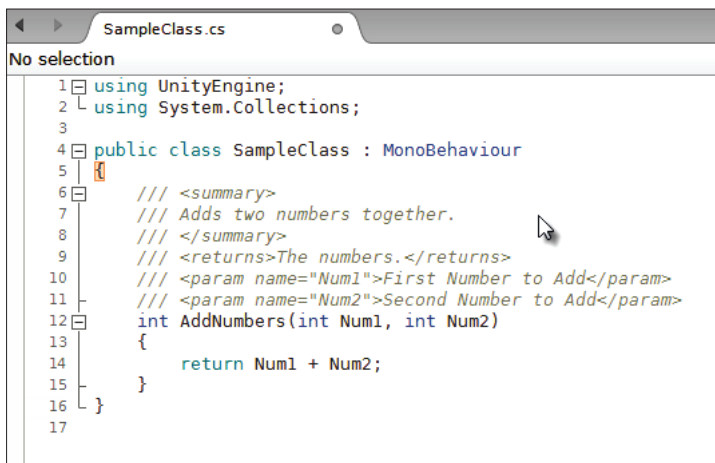 SampleClass.cs
No selection
1 using UnityEngine;
2 using System.Collections;
3
4 public class SampleClass : MonoBehaviour
5 {
6 /// <summary>
7 /// Adds two numbers together.
8 /// </summary>
9 /// <returns>The numbers.</returns>
10 /// <param name="Num1">First Number to Add</param>
11 /// <param name="Num2">Second Number to Add</param>
12 int AddNumbers(int Num1, int Num2)
13 {
14 return Num1 + Num2;
15 }
16 }
17